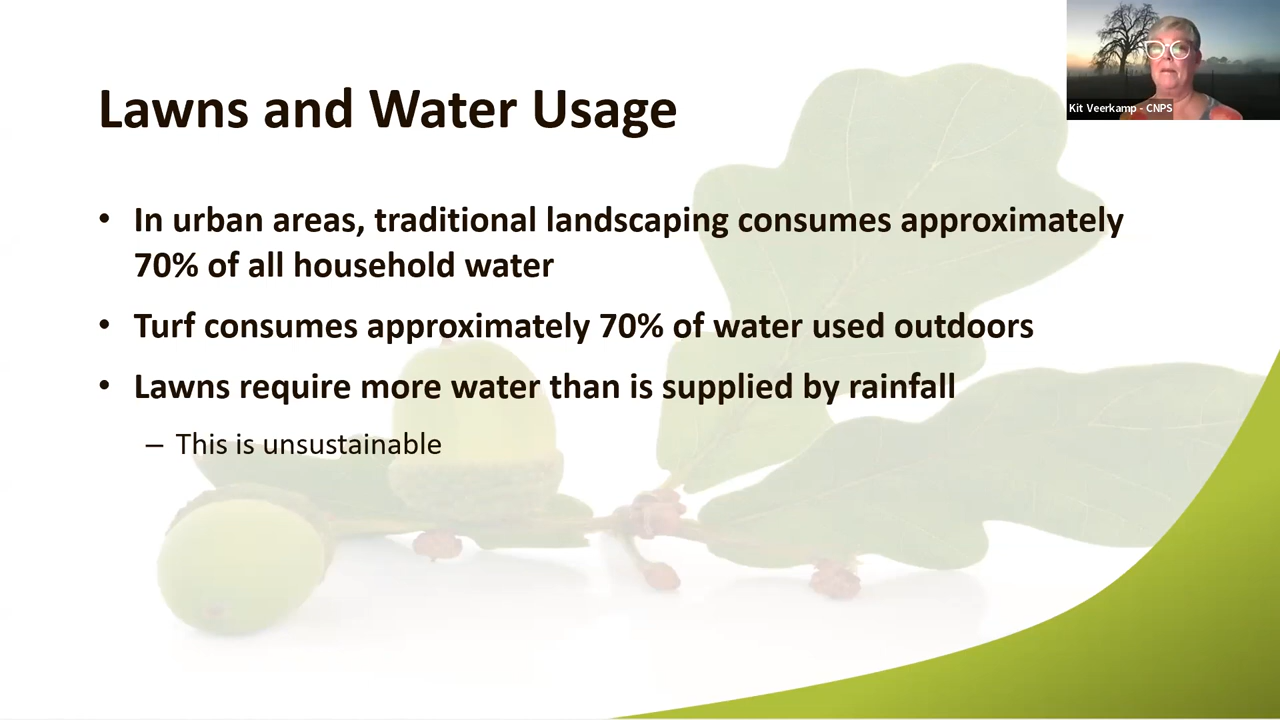 Kit Veerkamp - CNPS
Lawns and Water Usage
• In urban areas, traditional landscaping consumes approximately
70% of all household water
• Turf consumes approximately 70% of water used outdoors
• Lawns require more water than is supplied by rainfall
– This is unsustainable